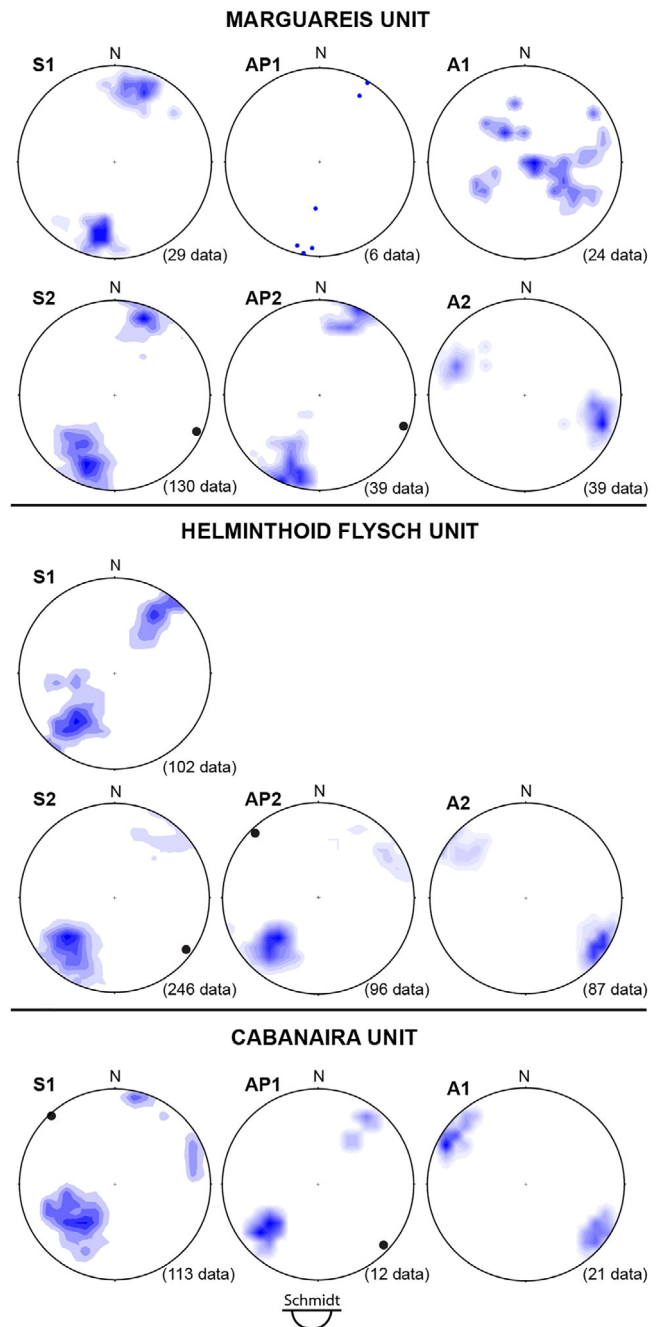 MARGUAREIS UNIT
S1 N AP1 N A1 N
(29 data) (6 data) (24 data)
S2 N AP2 N A2 N
(130 data) (39 data) (39 data)
HELMINTHOID FLYSCH UNIT
S1 N
(102 data)
S2 N AP2 N A2 N
(246 data) (96 data) (87 data)
CABANAIRA UNIT
S1 N AP1 N A1 N
(113 data) (12 data) (21 data)
Schmidt